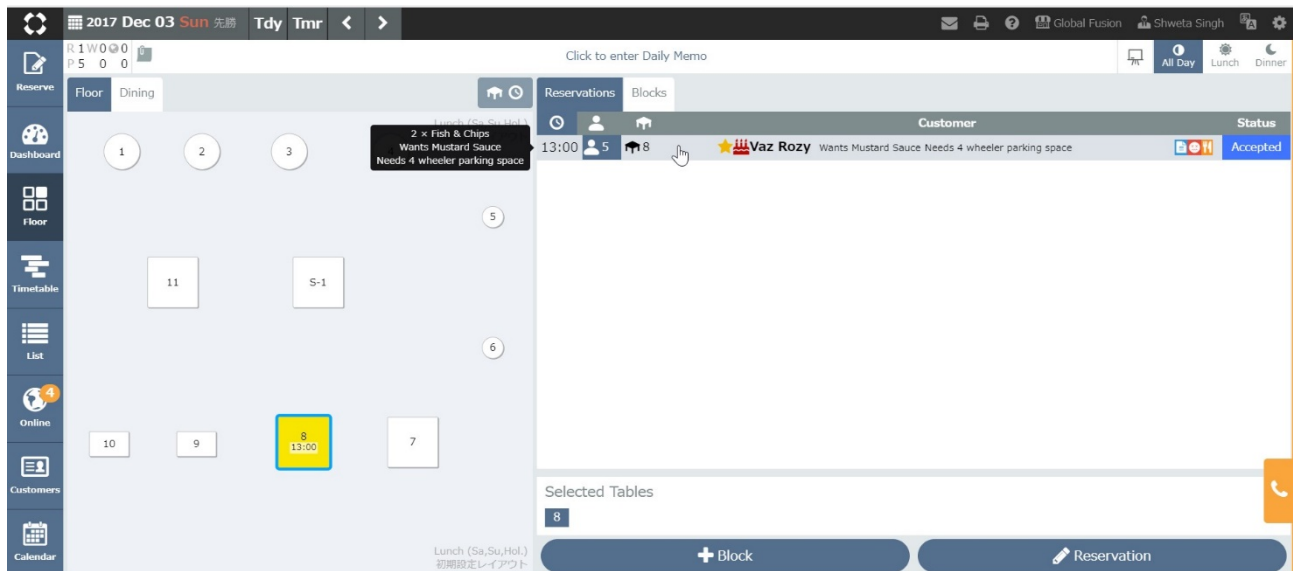 2017 Dec 03 Sun 先勝 Tdy Tmr
Global Fusion Shweta Singh
R 1 W 0 0
P 5 0 0
Click to enter Daily Memo
All Day Lunch Dinner
Reserve
Dashboard
Floor
Timetable
List
4
Online
Customers
Calendar
Floor Dining
Lunch (Sa,Su,Hol.)
2 × Fish & Chips
Wants Mustard Sauce
Needs 4 wheeler parking space
1 2 3
5
11 S-1
6
10 9 8 7
13:00
Lunch (Sa,Su,Hol.)
初期設定レイアウト
Reservations Blocks
Customer Status
13:00 5 8 Vaz Rozy Wants Mustard Sauce Needs 4 wheeler parking space Accepted
Selected Tables
8
Block Reservation